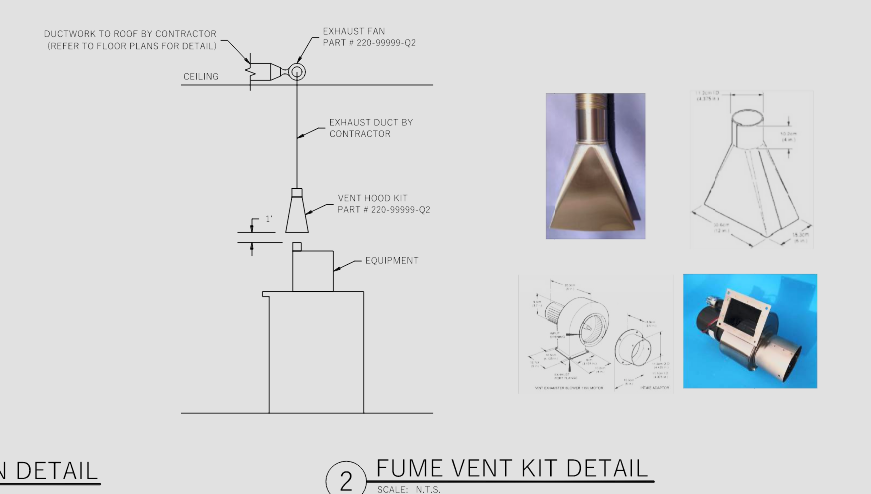 DUCTWORK TO ROOF BY CONTRACTOR
(REFER TO FLOOR PLANS FOR DETAIL)
EXHAUST FAN
PART # 220-99999-Q2
CEILING
EXHAUST DUCT BY
CONTRACTOR
VENT HOOD KIT
PART # 220-99999-Q2
1'
EQUIPMENT
N DETAIL
2
FUME VENT KIT DETAIL
SCALE: N.T.S.